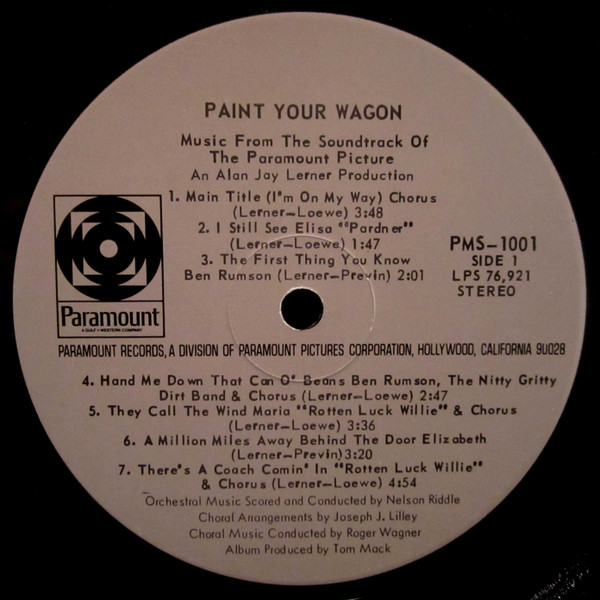 PAINT YOUR WAGON
Music From The Soundtrack Of
The Paramount Picture
An Alan Jay Lerner Production
1. Main Title (I'm On My Way) Chorus
(Lerner—Loewe) 3:48
2. I Still See Elisa ""Pardner""
(Lerner—Loewe) 1:47
3. The First Thing You Know
Ben Rumson (Lerner—Previn) 2:01
PMS—1001
SIDE 1
LPS 76,921
STEREO
Paramount
A GULF + WESTERN COMPANY
PARAMOUNT RECORDS, A DIVISION OF PARAMOUNT PICTURES CORPORATION, HOLLYWOOD, CALIFORNIA 90028
4. Hand Me Down That Can O' Beans Ben Rumson, The Nitty Gritty
Dirt Band & Chorus (Lerner—Loewe) 2:47
5. They Call The Wind Maria ""Rotten Luck Willie"" & Chorus
(Lerner—Loewe) 3:36
6. A Million Miles Away Behind The Door Elizabeth
(Lerner—Previn)3:20
7. There's A Coach Comin' In ""Rotten Luck Willie""
& Chorus (Lerner—Loewe) 4:54
Orchestral Music Scored and Conducted by Nelson Riddle
Choral Arrangements by Joseph J. Lilley
Choral Music Conducted by Roger Wagner
Album Produced by Tom Mack